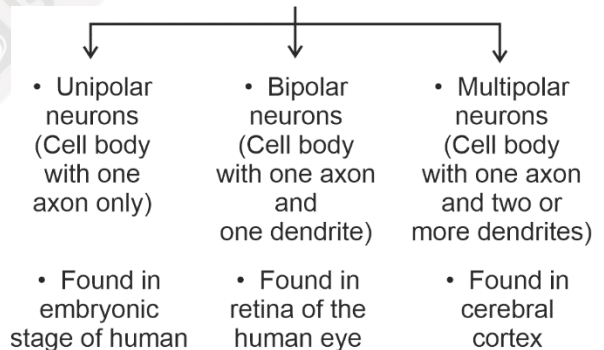 • Unipolar
neurons
(Cell body
with one
axon only)
• Found in
embryonic
stage of human
• Bipolar
neurons
(Cell body
with one axon
and
one dendrite)
• Found in
retina of the
human eye
• Multipolar
neurons
(Cell body
with one axon
and two or
more dendrites)
• Found in
cerebral
cortex